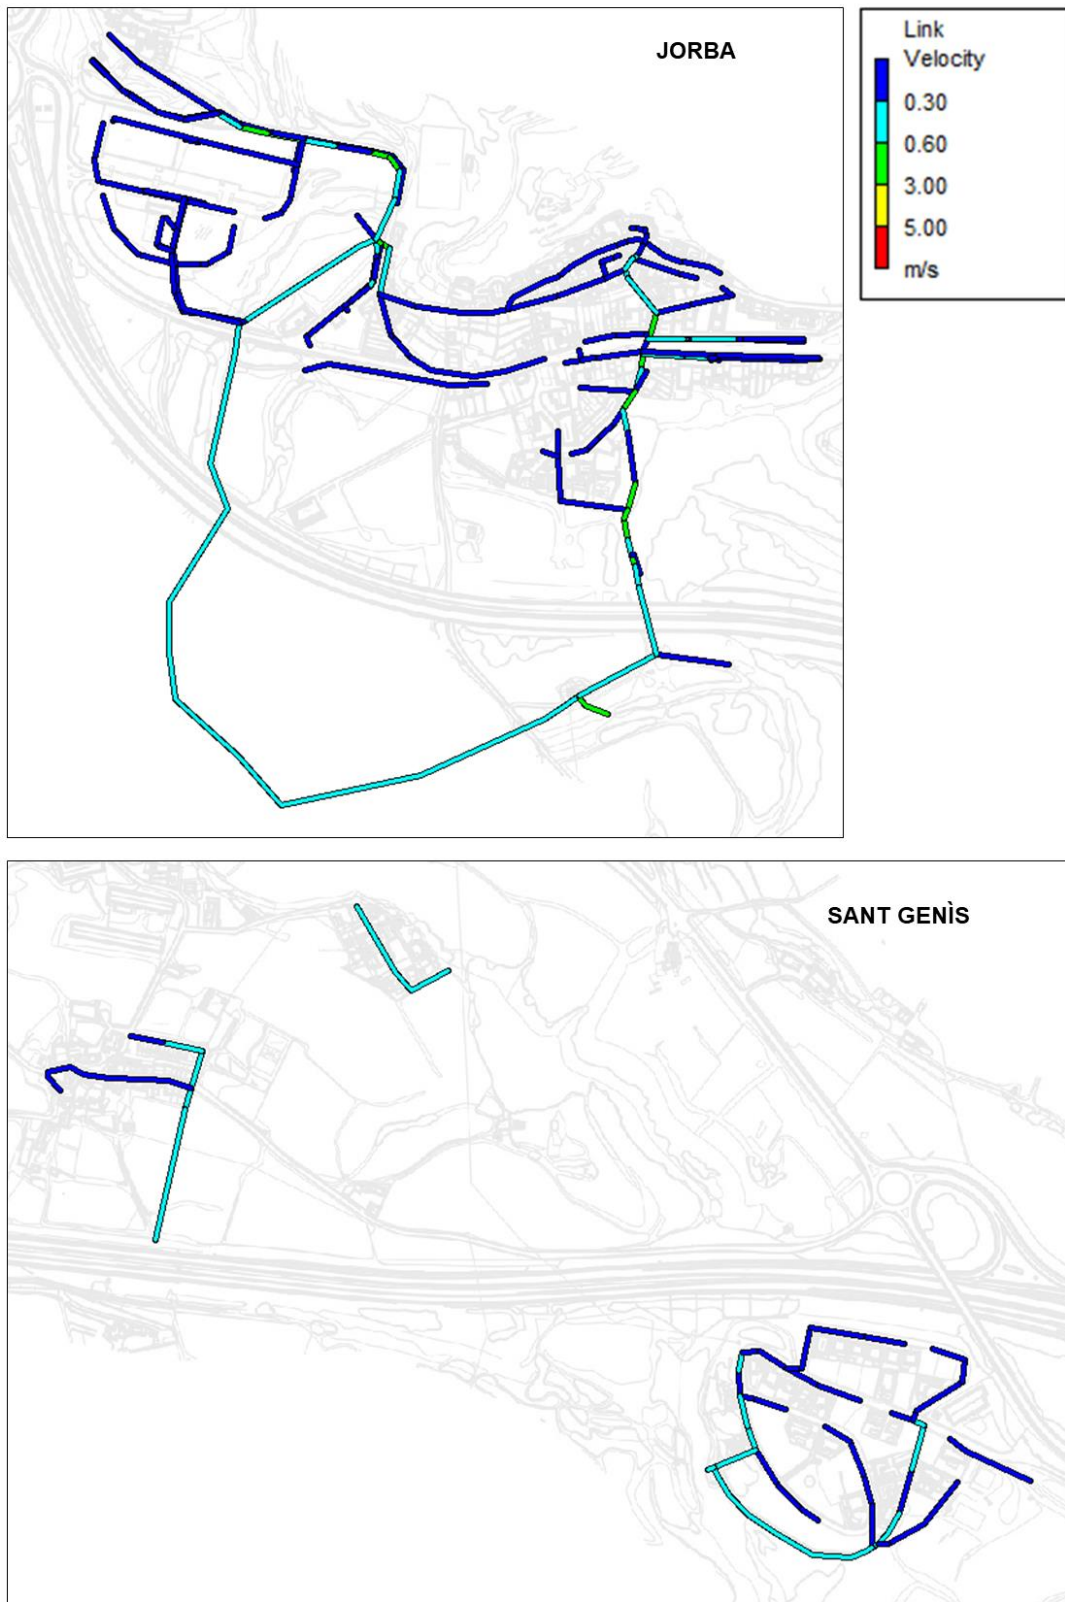 JORBA
Link
Velocity
0.30
0.60
3.00
5.00
m/s
SANT GENÌS